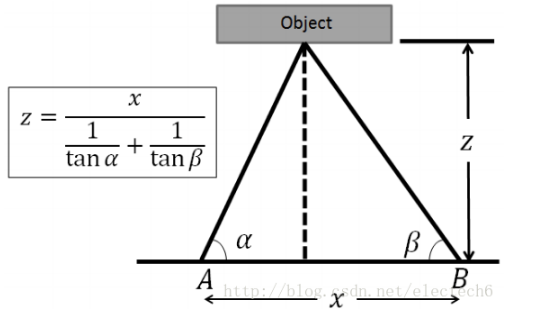 Object
z = x / (1/tan α + 1/tan β)
z
α
β
A
B
http://blog.csdn.net/electech6
x